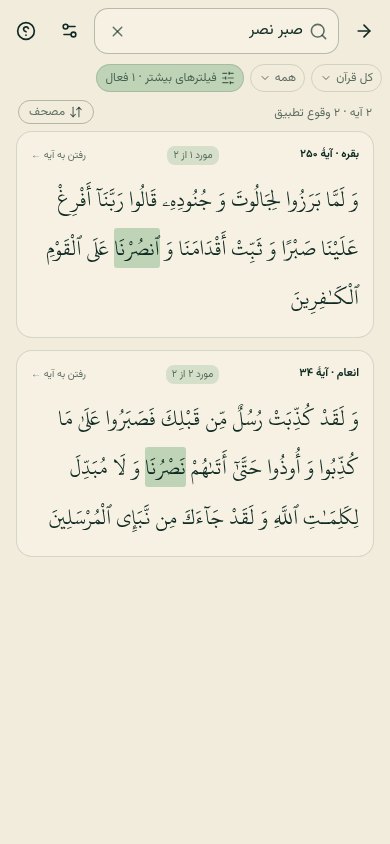 صبر نصر
کل قرآن
همه
فیلترهای بیشتر · ۱ فعال
۲ آیه · ۲ وقوع تطبیق
مصحف
بقره · آیهٔ ۲۵۰
مورد ۱ از ۲
رفتن به آیه ←
وَ لَمَّا بَرَزُوا لِجَالُوتَ وَ جُنُودِهِۦ قَالُوا رَبَّنَآ أَفْرِغْ
عَلَيْنَا صَبْرًا وَ ثَبِّتْ أَقْدَامَنَا وَ ٱنصُرْنَا عَلَى ٱلْقَوْمِ
ٱلْكَـٰفِرِينَ
انعام · آیهٔ ۳۴
مورد ۲ از ۲
رفتن به آیه ←
وَ لَقَدْ كُذِّبَتْ رُسُلٌ مِّن قَبْلِكَ فَصَبَرُوا عَلَىٰ مَا
كُذِّبُوا وَ أُوذُوا حَتَّىٰٓ أَتَىٰهُمْ نَصْرُنَا وَ لَا مُبَدِّلَ
لِكَلِمَـٰتِ ٱللَّهِ وَ لَقَدْ جَآءَكَ مِن نَّبَإِى ٱلْمُرْسَلِينَ